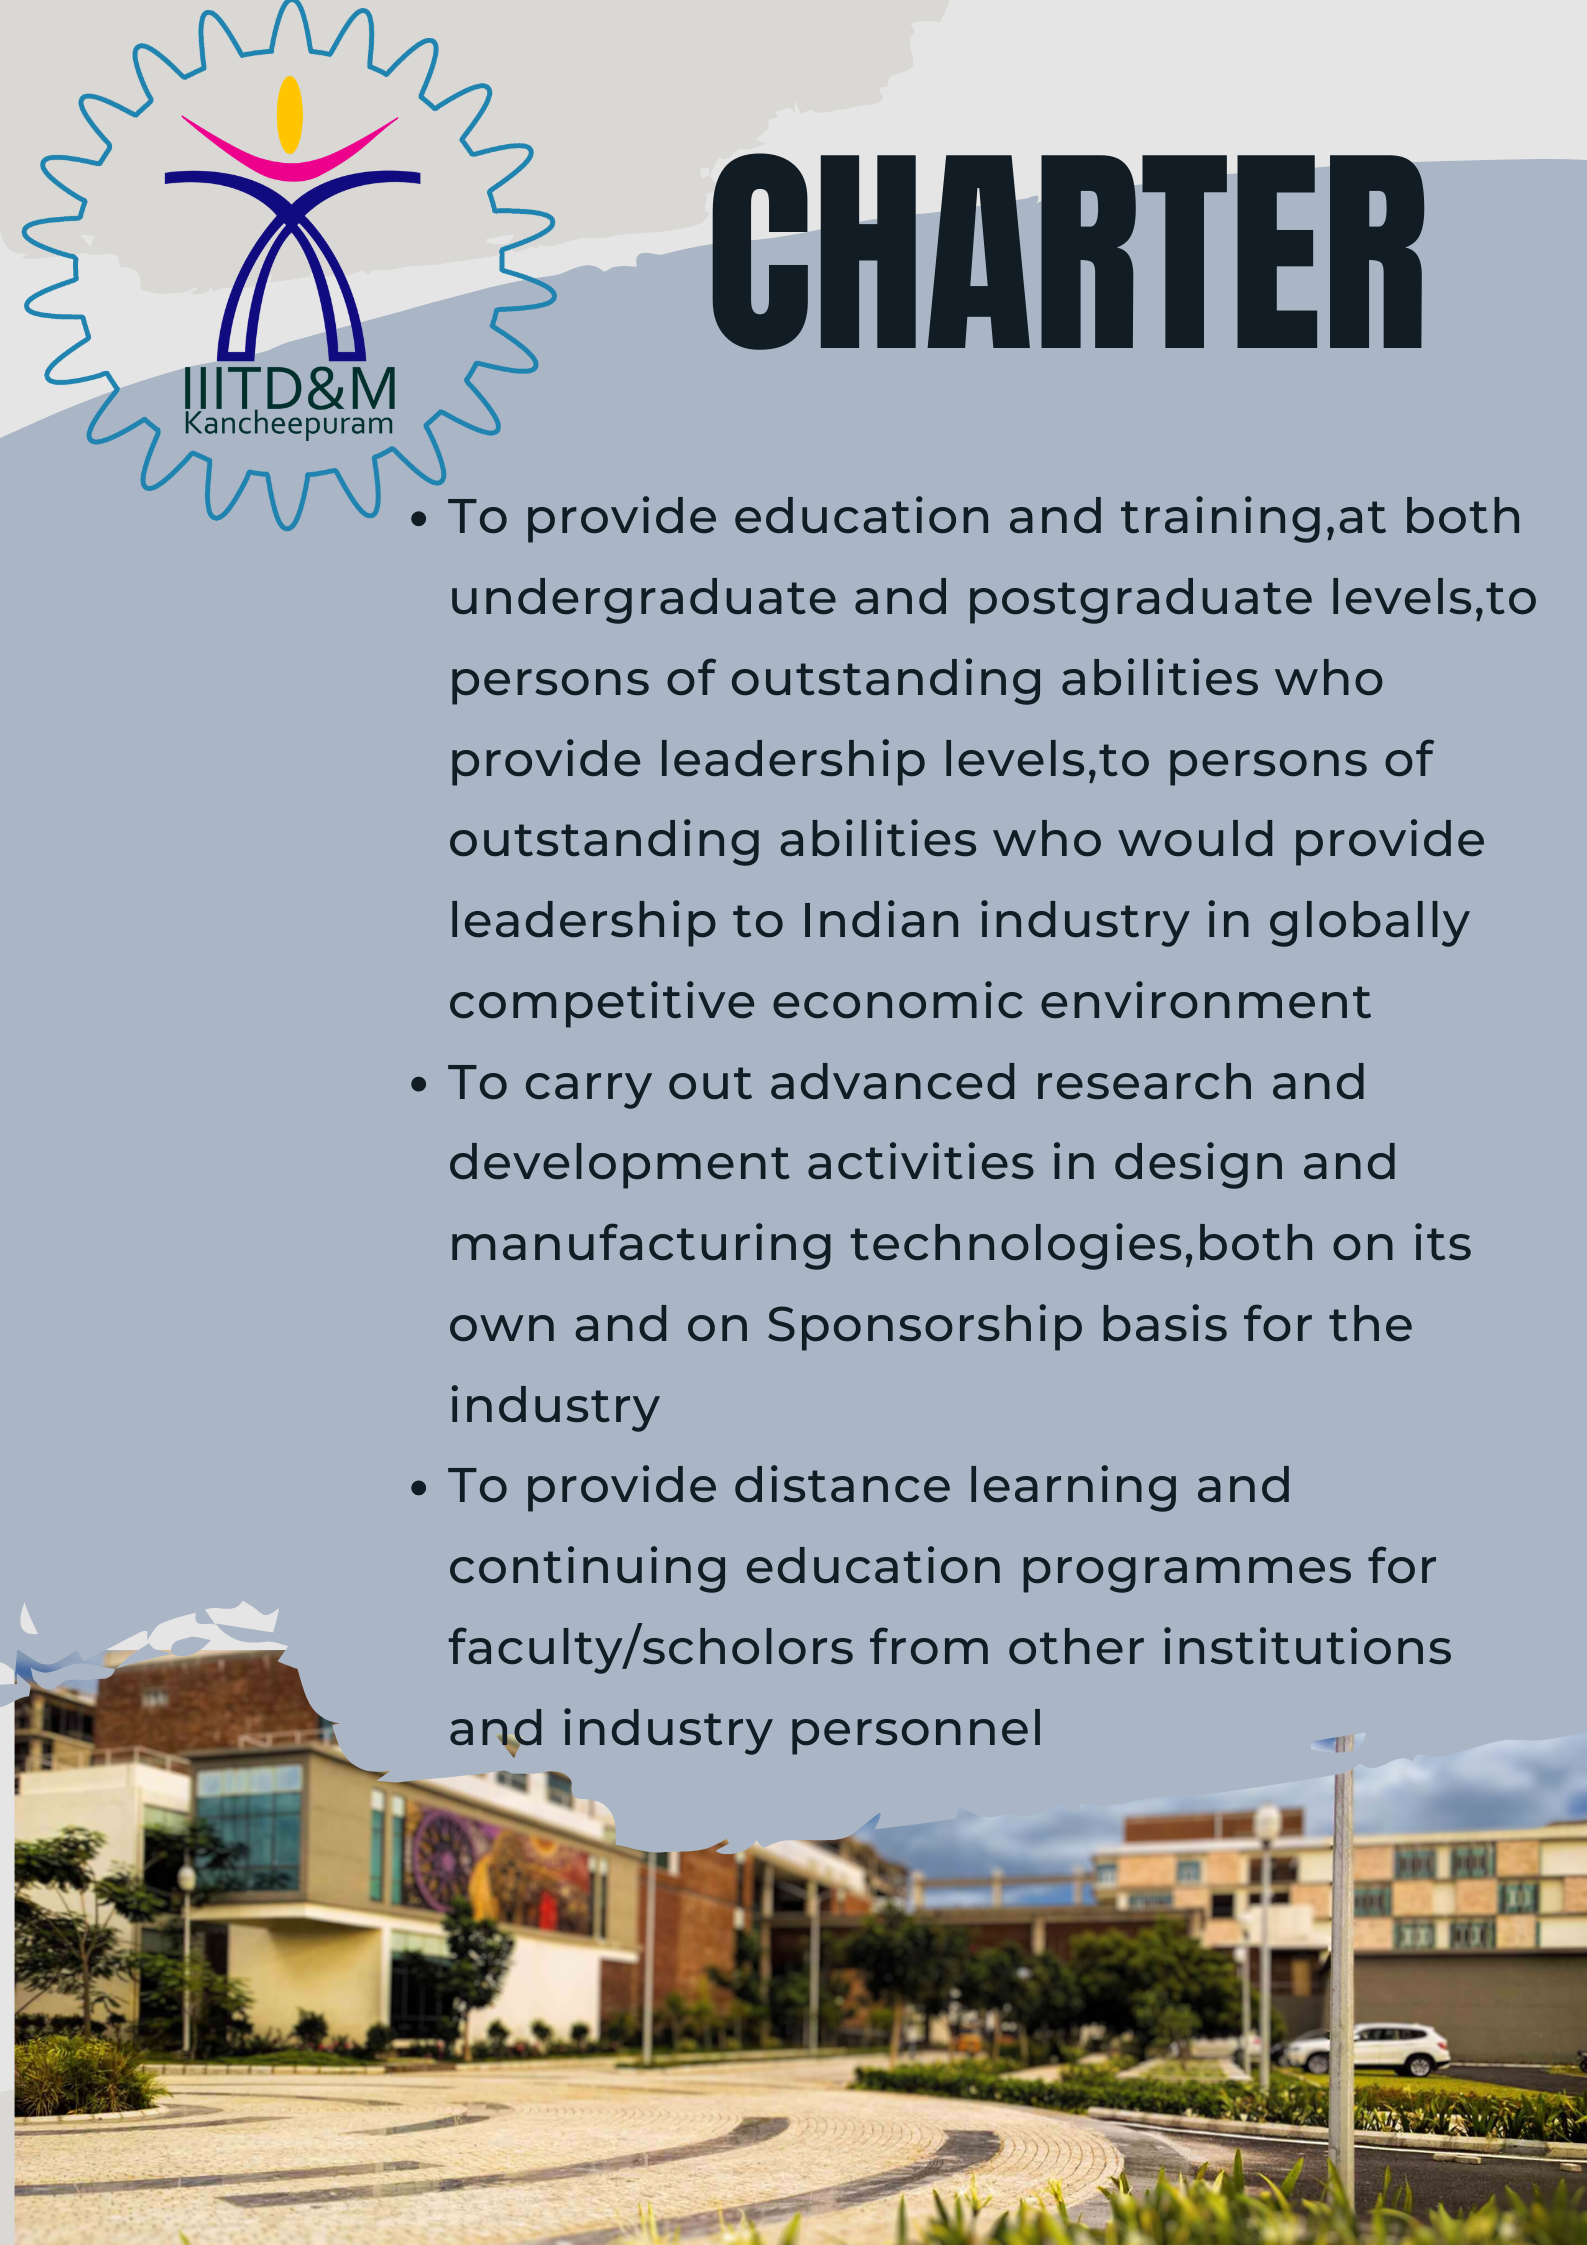 IIITD&M
Kancheepuram
CHARTER
• To provide education and training,at both
undergraduate and postgraduate levels,to
persons of outstanding abilities who
provide leadership levels,to persons of
outstanding abilities who would provide
leadership to Indian industry in globally
competitive economic environment
• To carry out advanced research and
development activities in design and
manufacturing technologies,both on its
own and on Sponsorship basis for the
industry
• To provide distance learning and
continuing education programmes for
faculty/scholors from other institutions
and industry personnel